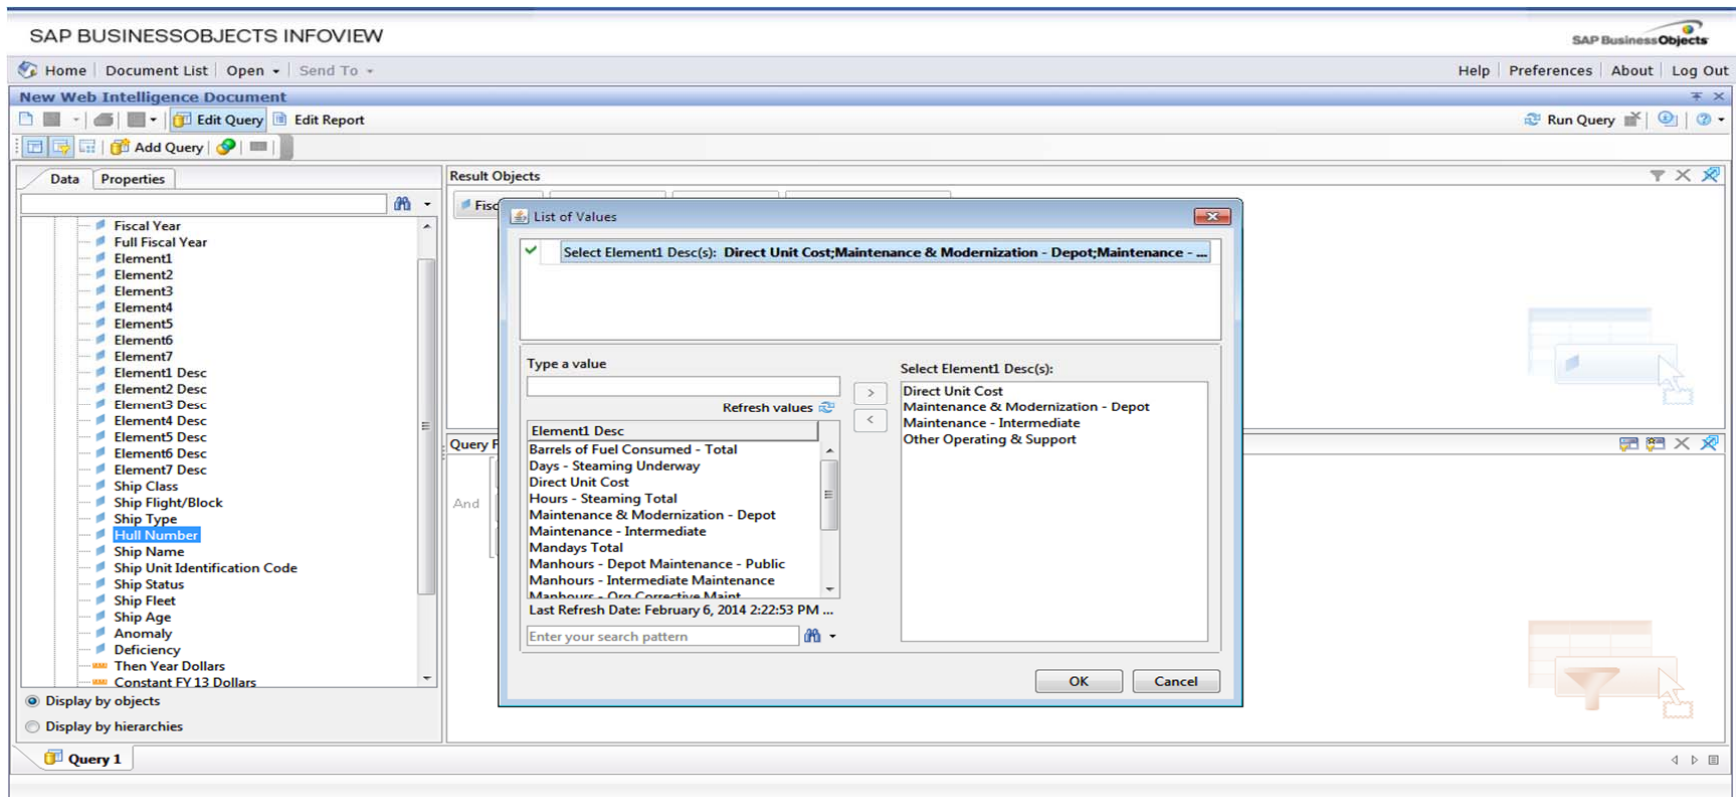 SAP BUSINESSOBJECTS INFOVIEW
SAP BusinessObjects
Home Document List Open Send To
Help Preferences About Log Out
New Web Intelligence Document
Edit Query Edit Report
Run Query
Add Query
Data Properties
Fiscal Year
Full Fiscal Year
Element1
Element2
Element3
Element4
Element5
Element6
Element7
Element1 Desc
Element2 Desc
Element3 Desc
Element4 Desc
Element5 Desc
Element6 Desc
Element7 Desc
Ship Class
Ship Flight/Block
Ship Type
Hull Number
Ship Name
Ship Unit Identification Code
Ship Status
Ship Fleet
Ship Age
Anomaly
Deficiency
Then Year Dollars
Constant FY 13 Dollars
Display by objects
Display by hierarchies
Query 1
Result Objects
Fisc
Query F
And
List of Values
Select Element1 Desc(s): Direct Unit Cost;Maintenance & Modernization - Depot;Maintenance - ...
Type a value
Refresh values
Element1 Desc
Barrels of Fuel Consumed - Total
Days - Steaming Underway
Direct Unit Cost
Hours - Steaming Total
Maintenance & Modernization - Depot
Maintenance - Intermediate
Mandays Total
Manhours - Depot Maintenance - Public
Manhours - Intermediate Maintenance
Manhours - Org Corrective Maint
Last Refresh Date: February 6, 2014 2:22:53 PM ...
Enter your search pattern
Select Element1 Desc(s):
Direct Unit Cost
Maintenance & Modernization - Depot
Maintenance - Intermediate
Other Operating & Support
OK Cancel